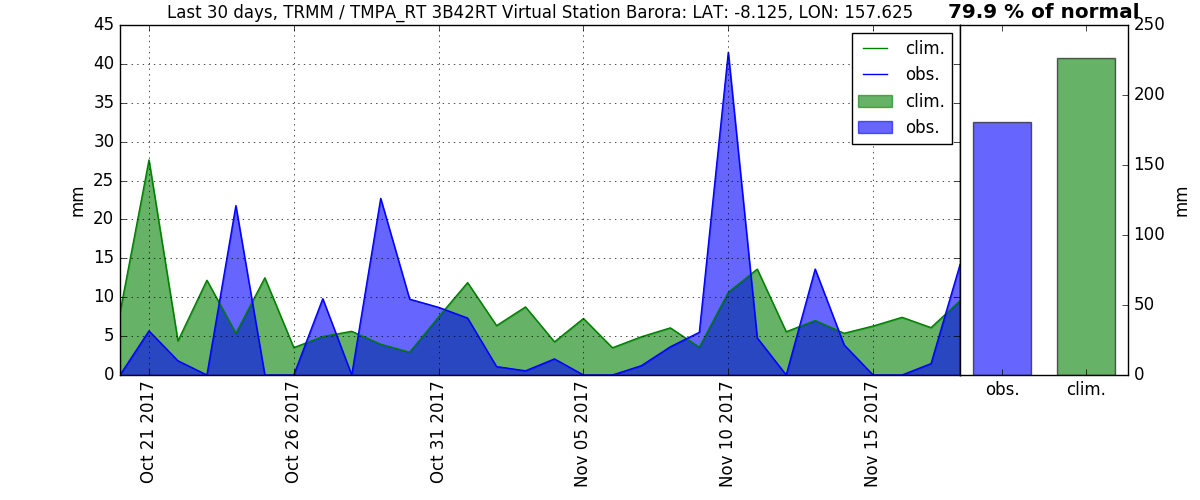 Last 30 days, TRMM / TMPA_RT 3B42RT Virtual Station Barora: LAT: -8.125, LON: 157.625
79.9 % of normal
45
40
35
30
25
20
15
10
5
0
mm
clim.
obs.
clim.
obs.
Oct 21 2017
Oct 26 2017
Oct 31 2017
Nov 05 2017
Nov 10 2017
Nov 15 2017
250
200
150
100
50
0
mm
obs.
clim.